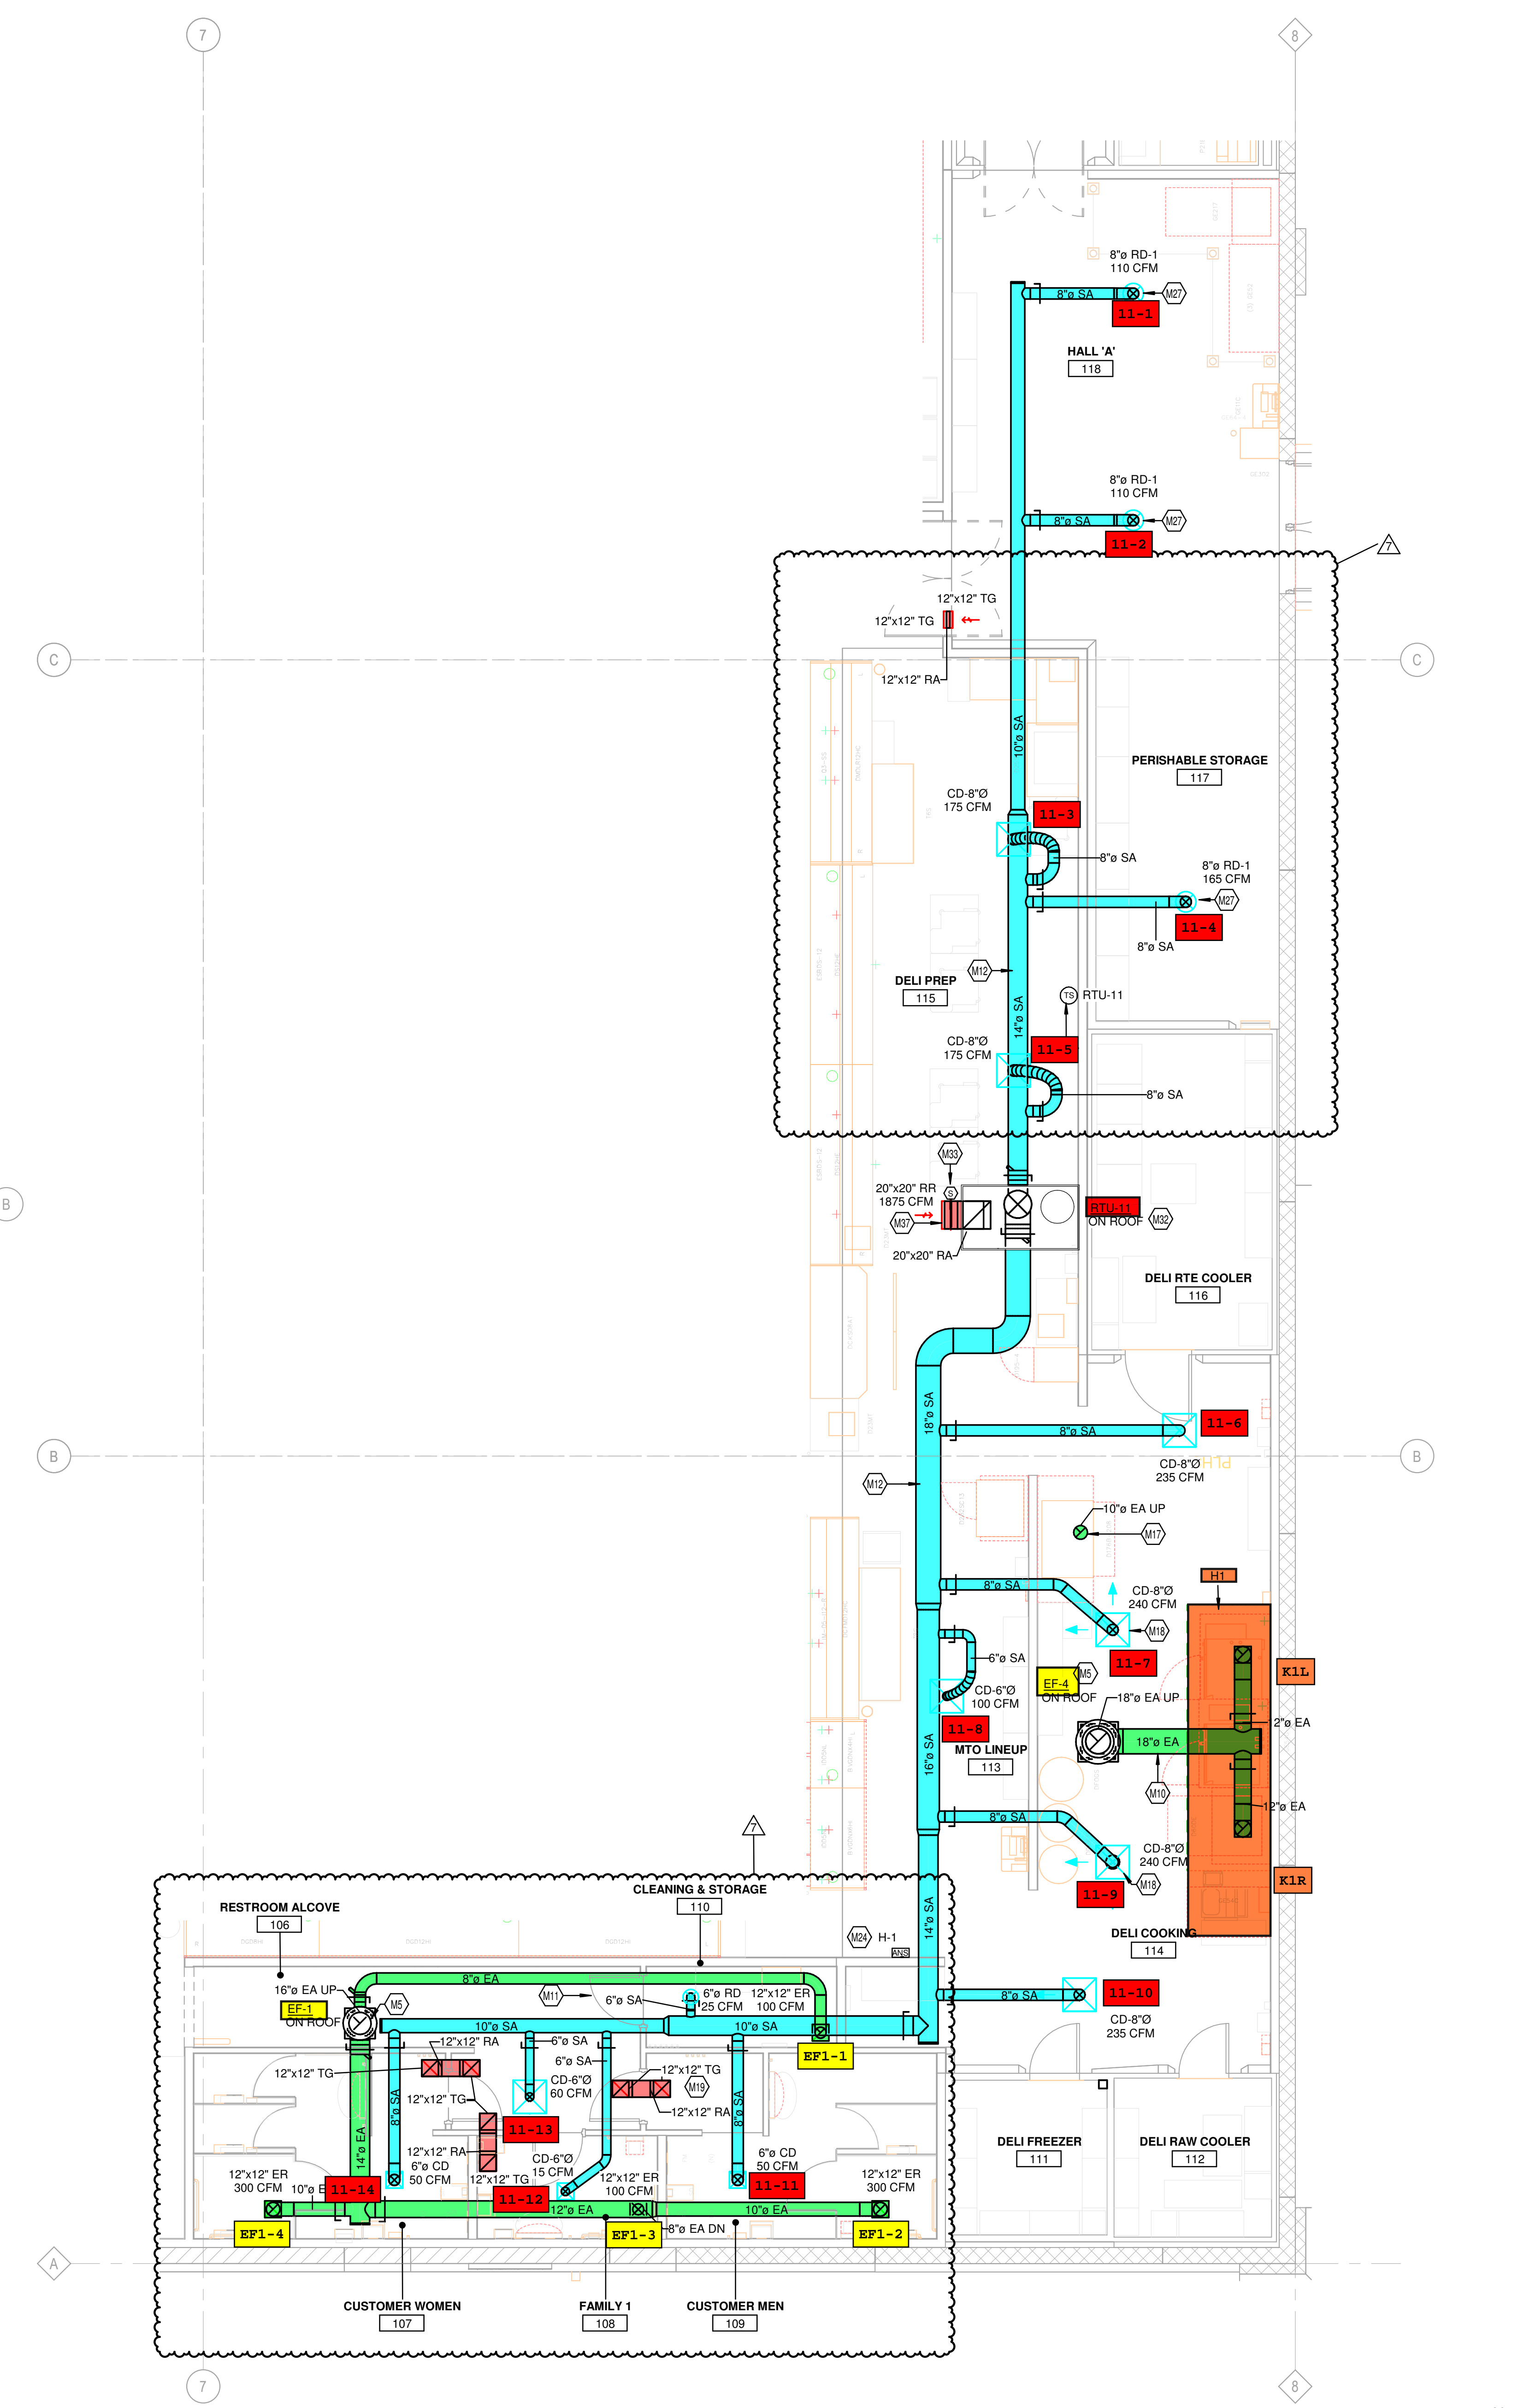 7
8
8"ø RD-1
110 CFM
8"ø SA
M27
11-1
HALL 'A'
118
8"ø RD-1
110 CFM
8"ø SA
M27
11-2
7
12"x12" TG
12"x12" TG
C
C
12"x12" RA
10"ø SA
PERISHABLE STORAGE
117
CD-8"Ø
175 CFM
11-3
8"ø SA
8"ø RD-1
165 CFM
M27
11-4
8"ø SA
M12
DELI PREP
115
TS
RTU-11
14"ø SA
CD-8"Ø
175 CFM
11-5
8"ø SA
M33
20"x20" RR
1875 CFM
S
B
M37
RTU-11
ON ROOF
M32
20"x20" RA
DELI RTE COOLER
116
18"ø SA
11-6
8"ø SA
B
B
CD-8"Ø
235 CFM
M12
10"ø EA UP
M17
H1
8"ø SA
CD-8"Ø
240 CFM
M18
6"ø SA
11-7
K1L
M5
EF-4
ON ROOF
CD-6"Ø
100 CFM
18"ø EA UP
11-8
12"ø EA
18"ø EA
MTO LINEUP
113
16"ø SA
M10
12"ø EA
8"ø SA
7
CD-8"Ø
240 CFM
K1R
M18
11-9
CLEANING & STORAGE
110
RESTROOM ALCOVE
106
14"ø SA
DELI COOKING
114
M24
H-1
ANS
8"ø EA
16"ø EA UP
M11
6"ø SA
6"ø RD
25 CFM
12"x12" ER
100 CFM
11-10
8"ø SA
EF-1
M5
ON ROOF
CD-8"Ø
235 CFM
10"ø SA
10"ø SA
EF1-1
12"x12" RA
6"ø SA
6"ø SA
12"x12" TG
12"x12" TG
CD-6"Ø
60 CFM
M19
12"x12" TG
12"x12" RA
8"ø SA
8"ø SA
11-13
DELI FREEZER
111
DELI RAW COOLER
112
14"ø EA
12"x12" RA
6"ø CD
50 CFM
CD-6"Ø
15 CFM
6"ø CD
50 CFM
12"x12" ER
300 CFM
12"x12" TG
12"x12" ER
100 CFM
12"x12" ER
300 CFM
11-14
11-12
11-11
12"ø EA
10"ø EA
EF1-4
8"ø EA DN
EF1-3
EF1-2
A
CUSTOMER WOMEN
107
FAMILY 1
108
CUSTOMER MEN
109
7
8